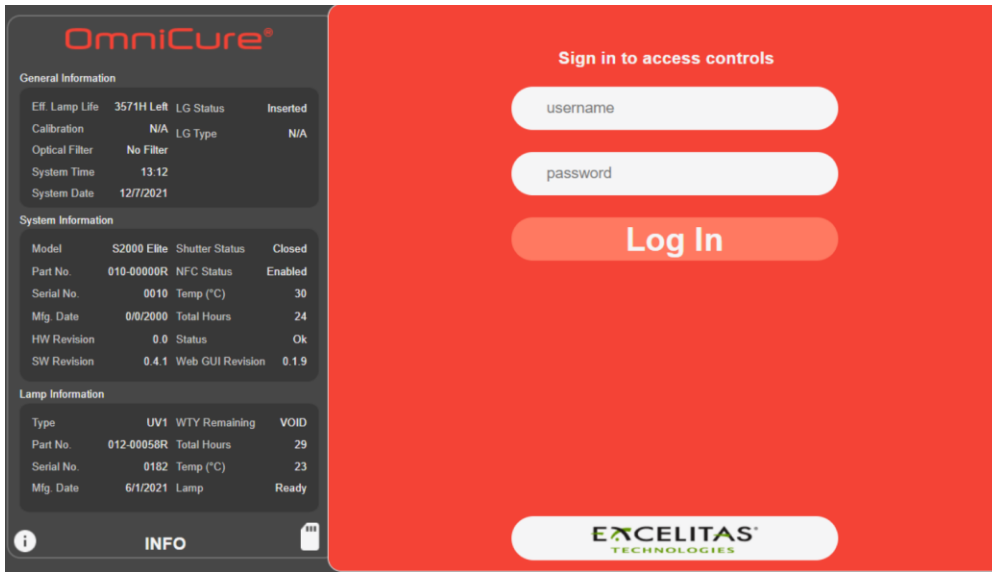 OmniCure®
General Information
Eff. Lamp Life 3571H Left LG Status Inserted
Calibration N/A LG Type N/A
Optical Filter No Filter
System Time 13:12
System Date 12/7/2021
System Information
Model S2000 Elite Shutter Status Closed
Part No. 010-00000R NFC Status Enabled
Serial No. 0010 Temp (°C) 30
Mfg. Date 0/0/2000 Total Hours 24
HW Revision 0.0 Status Ok
SW Revision 0.4.1 Web GUI Revision 0.1.9
Lamp Information
Type UV1 WTY Remaining VOID
Part No. 012-00058R Total Hours 29
Serial No. 0182 Temp (°C) 23
Mfg. Date 6/1/2021 Lamp Ready
i INFO
Sign in to access controls
username
password
Log In
EXCELITAS®
TECHNOLOGIES